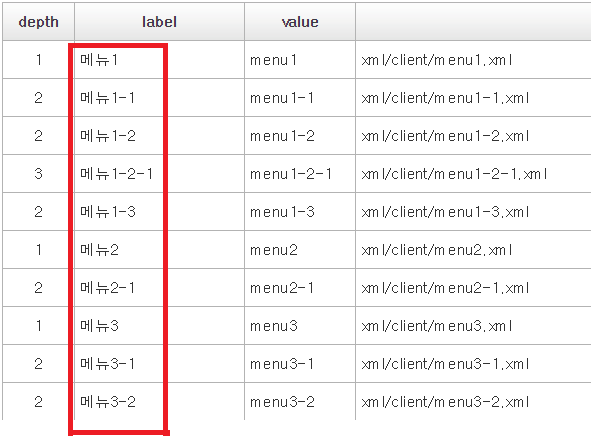 depth label value
1 메뉴1 menu1 xml/client/menu1.xml
2 메뉴1-1 menu1-1 xml/client/menu1-1.xml
2 메뉴1-2 menu1-2 xml/client/menu1-2.xml
3 메뉴1-2-1 menu1-2-1 xml/client/menu1-2-1.xml
2 메뉴1-3 menu1-3 xml/client/menu1-3.xml
1 메뉴2 menu2 xml/client/menu2.xml
2 메뉴2-1 menu2-1 xml/client/menu2-1.xml
1 메뉴3 menu3 xml/client/menu3.xml
2 메뉴3-1 menu3-1 xml/client/menu3-1.xml
2 메뉴3-2 menu3-2 xml/client/menu3-2.xml